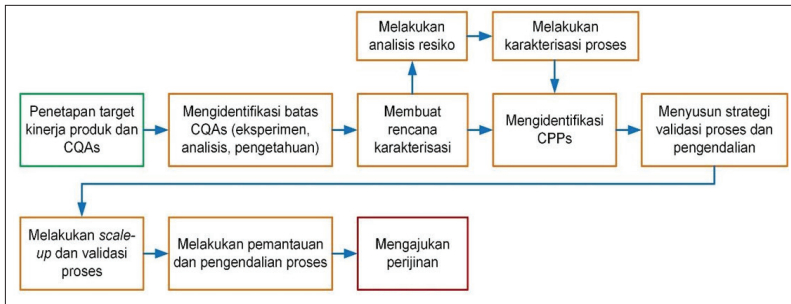 Melakukan
analisis resiko
Melakukan
karakterisasi proses
Penetapan target
kinerja produk dan
CQAs
Mengidentifikasi batas
CQAs (eksperimen,
analisis, pengetahuan)
Membuat
rencana
karakterisasi
Mengidentifikasi
CPPs
Menyusun strategi
validasi proses dan
pengendalian
Melakukan scale-
up dan validasi
proses
Melakukan pemantauan
dan pengendalian proses
Mengajukan
perijinan